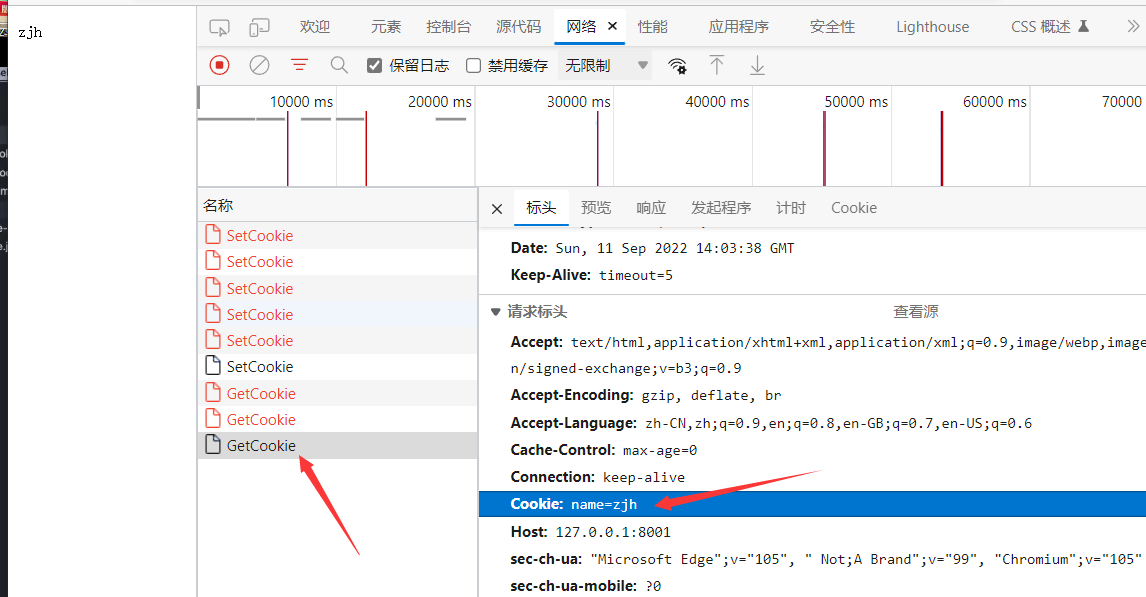 zjh
欢迎 元素 控制台 源代码 网络 性能 应用程序 安全性 Lighthouse CSS 概述
保留日志 禁用缓存 无限制
10000 ms 20000 ms 30000 ms 40000 ms 50000 ms 60000 ms 70000
名称
SetCookie
SetCookie
SetCookie
SetCookie
SetCookie
SetCookie
GetCookie
GetCookie
GetCookie
标头 预览 响应 发起程序 计时 Cookie
Date: Sun, 11 Sep 2022 14:03:38 GMT
Keep-Alive: timeout=5
请求标头 查看源
Accept: text/html,application/xhtml+xml,application/xml;q=0.9,image/webp,image
n/signed-exchange;v=b3;q=0.9
Accept-Encoding: gzip, deflate, br
Accept-Language: zh-CN,zh;q=0.9,en;q=0.8,en-GB;q=0.7,en-US;q=0.6
Cache-Control: max-age=0
Connection: keep-alive
Cookie: name=zjh
Host: 127.0.0.1:8001
sec-ch-ua: "Microsoft Edge";v="105", " Not;A Brand";v="99", "Chromium";v="105"
sec-ch-ua-mobile: ?0